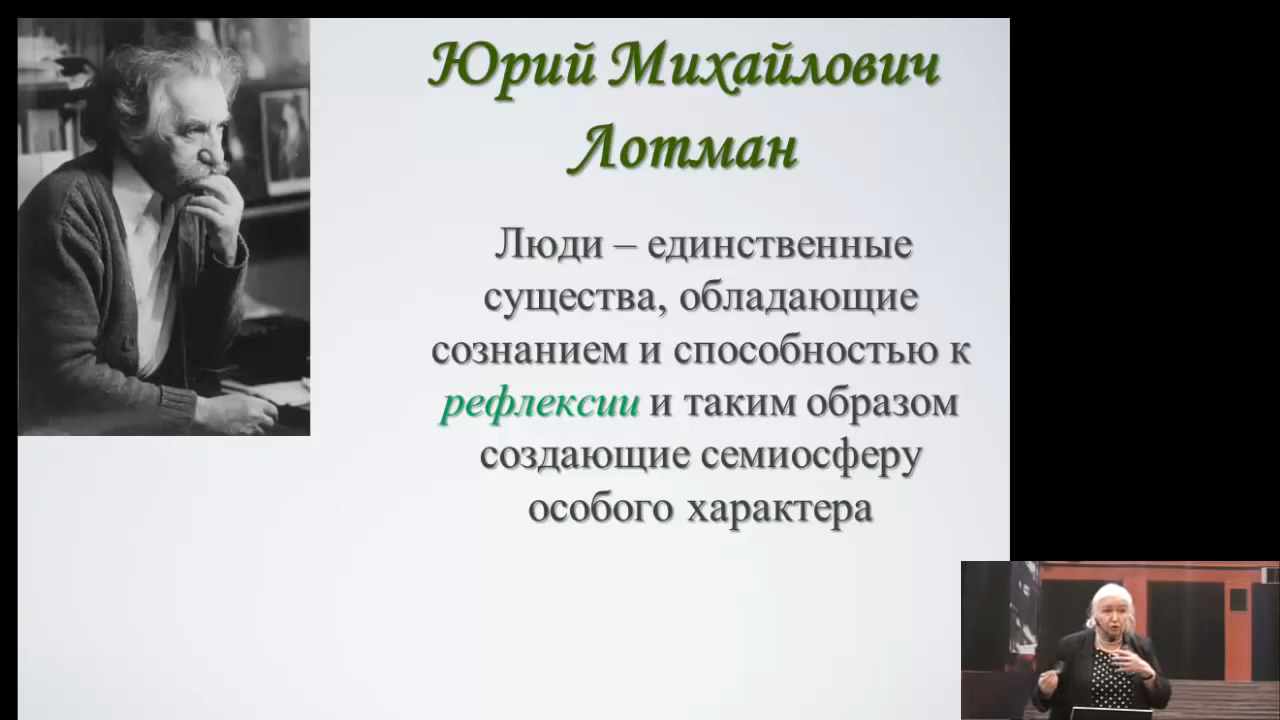 Юрий Михайлович
Лотман
Люди – единственные
существа, обладающие
сознанием и способностью к
рефлексии и таким образом
создающие семиосферу
особого характера